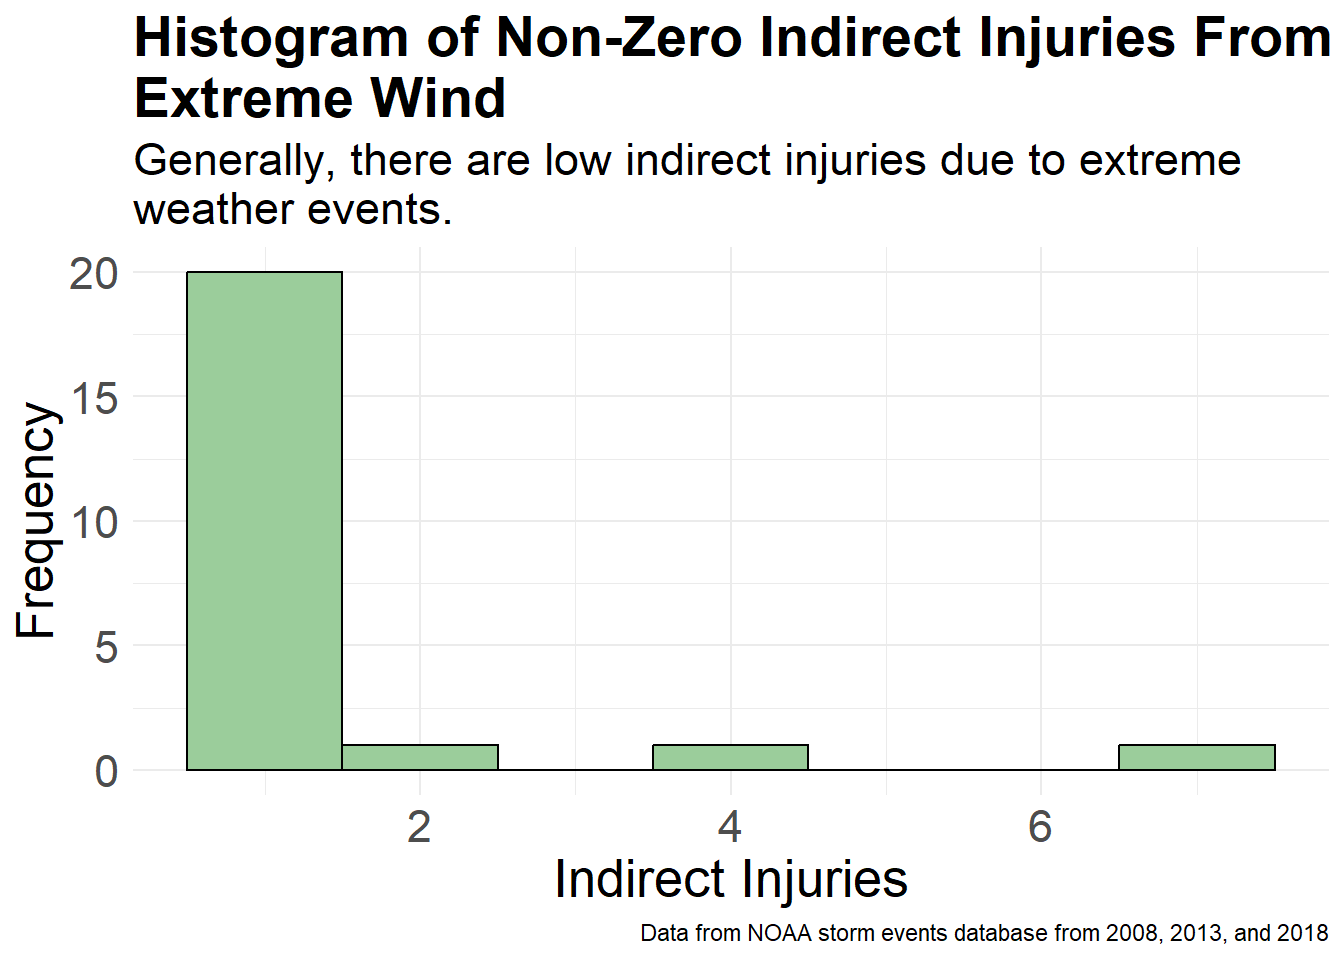 Histogram of Non-Zero Indirect Injuries From
Extreme Wind
Generally, there are low indirect injuries due to extreme
weather events.
20
15
10
5
0
Frequency
2 4 6
Indirect Injuries
Data from NOAA storm events database from 2008, 2013, and 2018